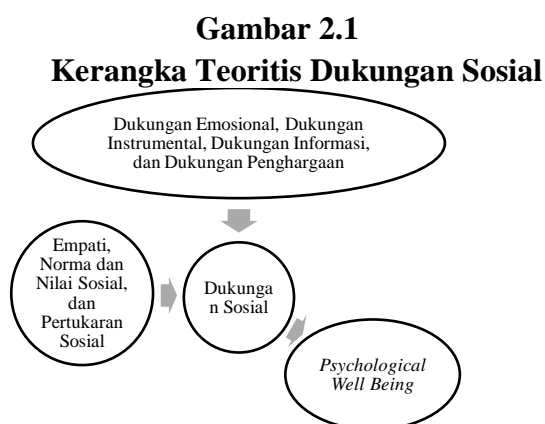 Gambar 2.1
Kerangka Teoritis Dukungan Sosial
Dukungan Emosional, Dukungan
Instrumental, Dukungan Informasi,
dan Dukungan Penghargaan
Empati,
Norma dan
Nilai Sosial,
dan
Pertukaran
Sosial
Dukunga
n Sosial
Psychological
Well Being